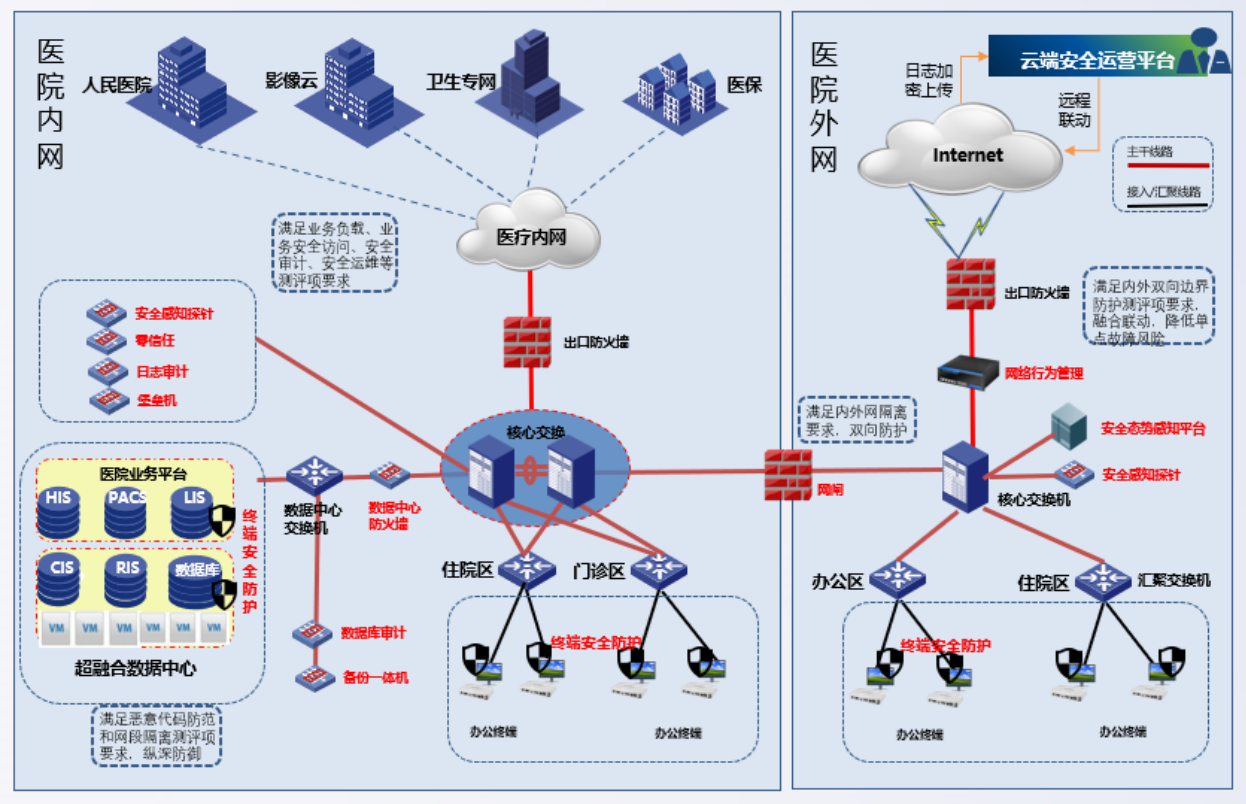 医院内网
人民医院
影像云
卫生专网
医保
医疗内网
满足业务负载、业
务安全访问、安全
审计、安全运维等
测评项要求
出口防火墙
安全感知探针
零信任
日志审计
堡垒机
核心交换
医院业务平台
HIS
PACS
LIS
CIS
RIS
数据库
VM
VM
VM
VM
VM
VM
终端安全防护
超融合数据中心
满足恶意代码防范
和网段隔离测评项
要求，纵深防御
数据中心
交换机
数据中心
防火墙
数据库审计
备份一体机
住院区
门诊区
终端安全防护
办公终端
办公终端
满足内外网隔离
要求，双向防护
网闸
医院外网
云端安全运营平台
日志加
密上传
远程
联动
Internet
主干线路
接入/汇聚线路
出口防火墙
满足内外双向边界
防护测评项要求，
融合联动，降低单
点故障风险
网络行为管理
安全态势感知平台
安全感知探针
核心交换机
办公区
住院区
汇聚交换机
终端安全防护
办公终端
办公终端